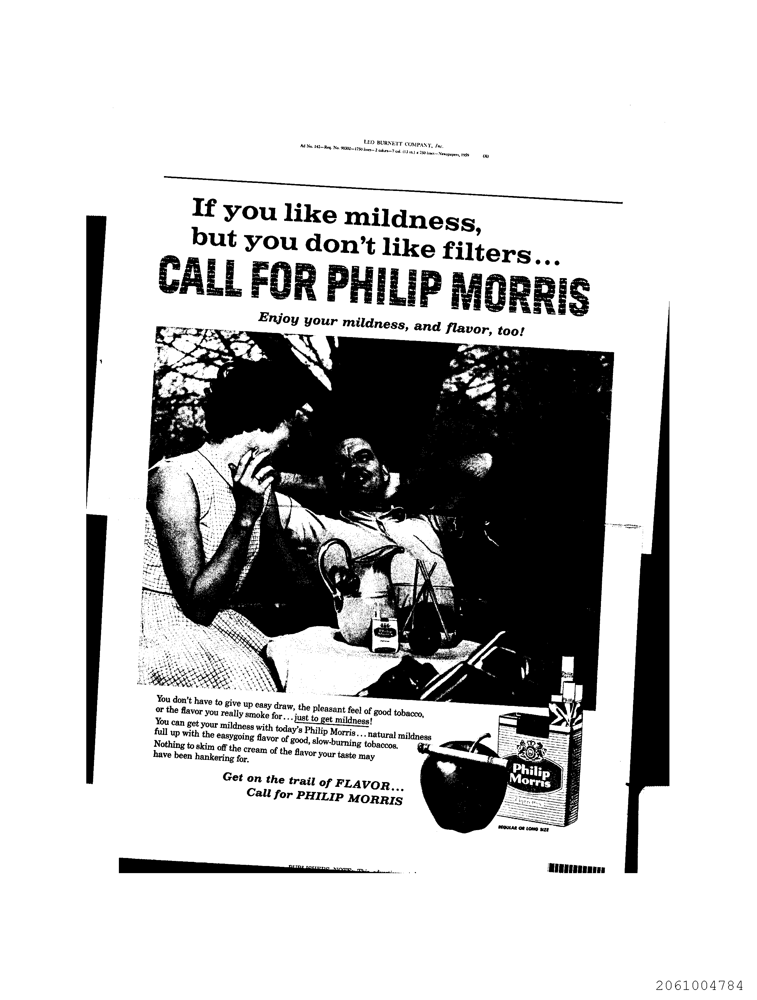 LEO BURNETT COMPANY, Inc.
If you like mildness,
but you don't like filters...
CALL FOR PHILIP MORRIS
Enjoy your mildness, and flavor, too!
You don't have to give up easy draw, the pleasant feel of good tobacco,
or the flavor you really smoke for...just to get mildness!
You can get your mildness with today's Philip Morris...natural mildness
full up with the easygoing flavor of good, slow-burning tobaccos.
Nothing to skim off the cream of the flavor your taste may
have been hankering for.
Get on the trail of FLAVOR...
Call for PHILIP MORRIS
Philip
Morris
REGULAR OR LONG SIZE
2061004784